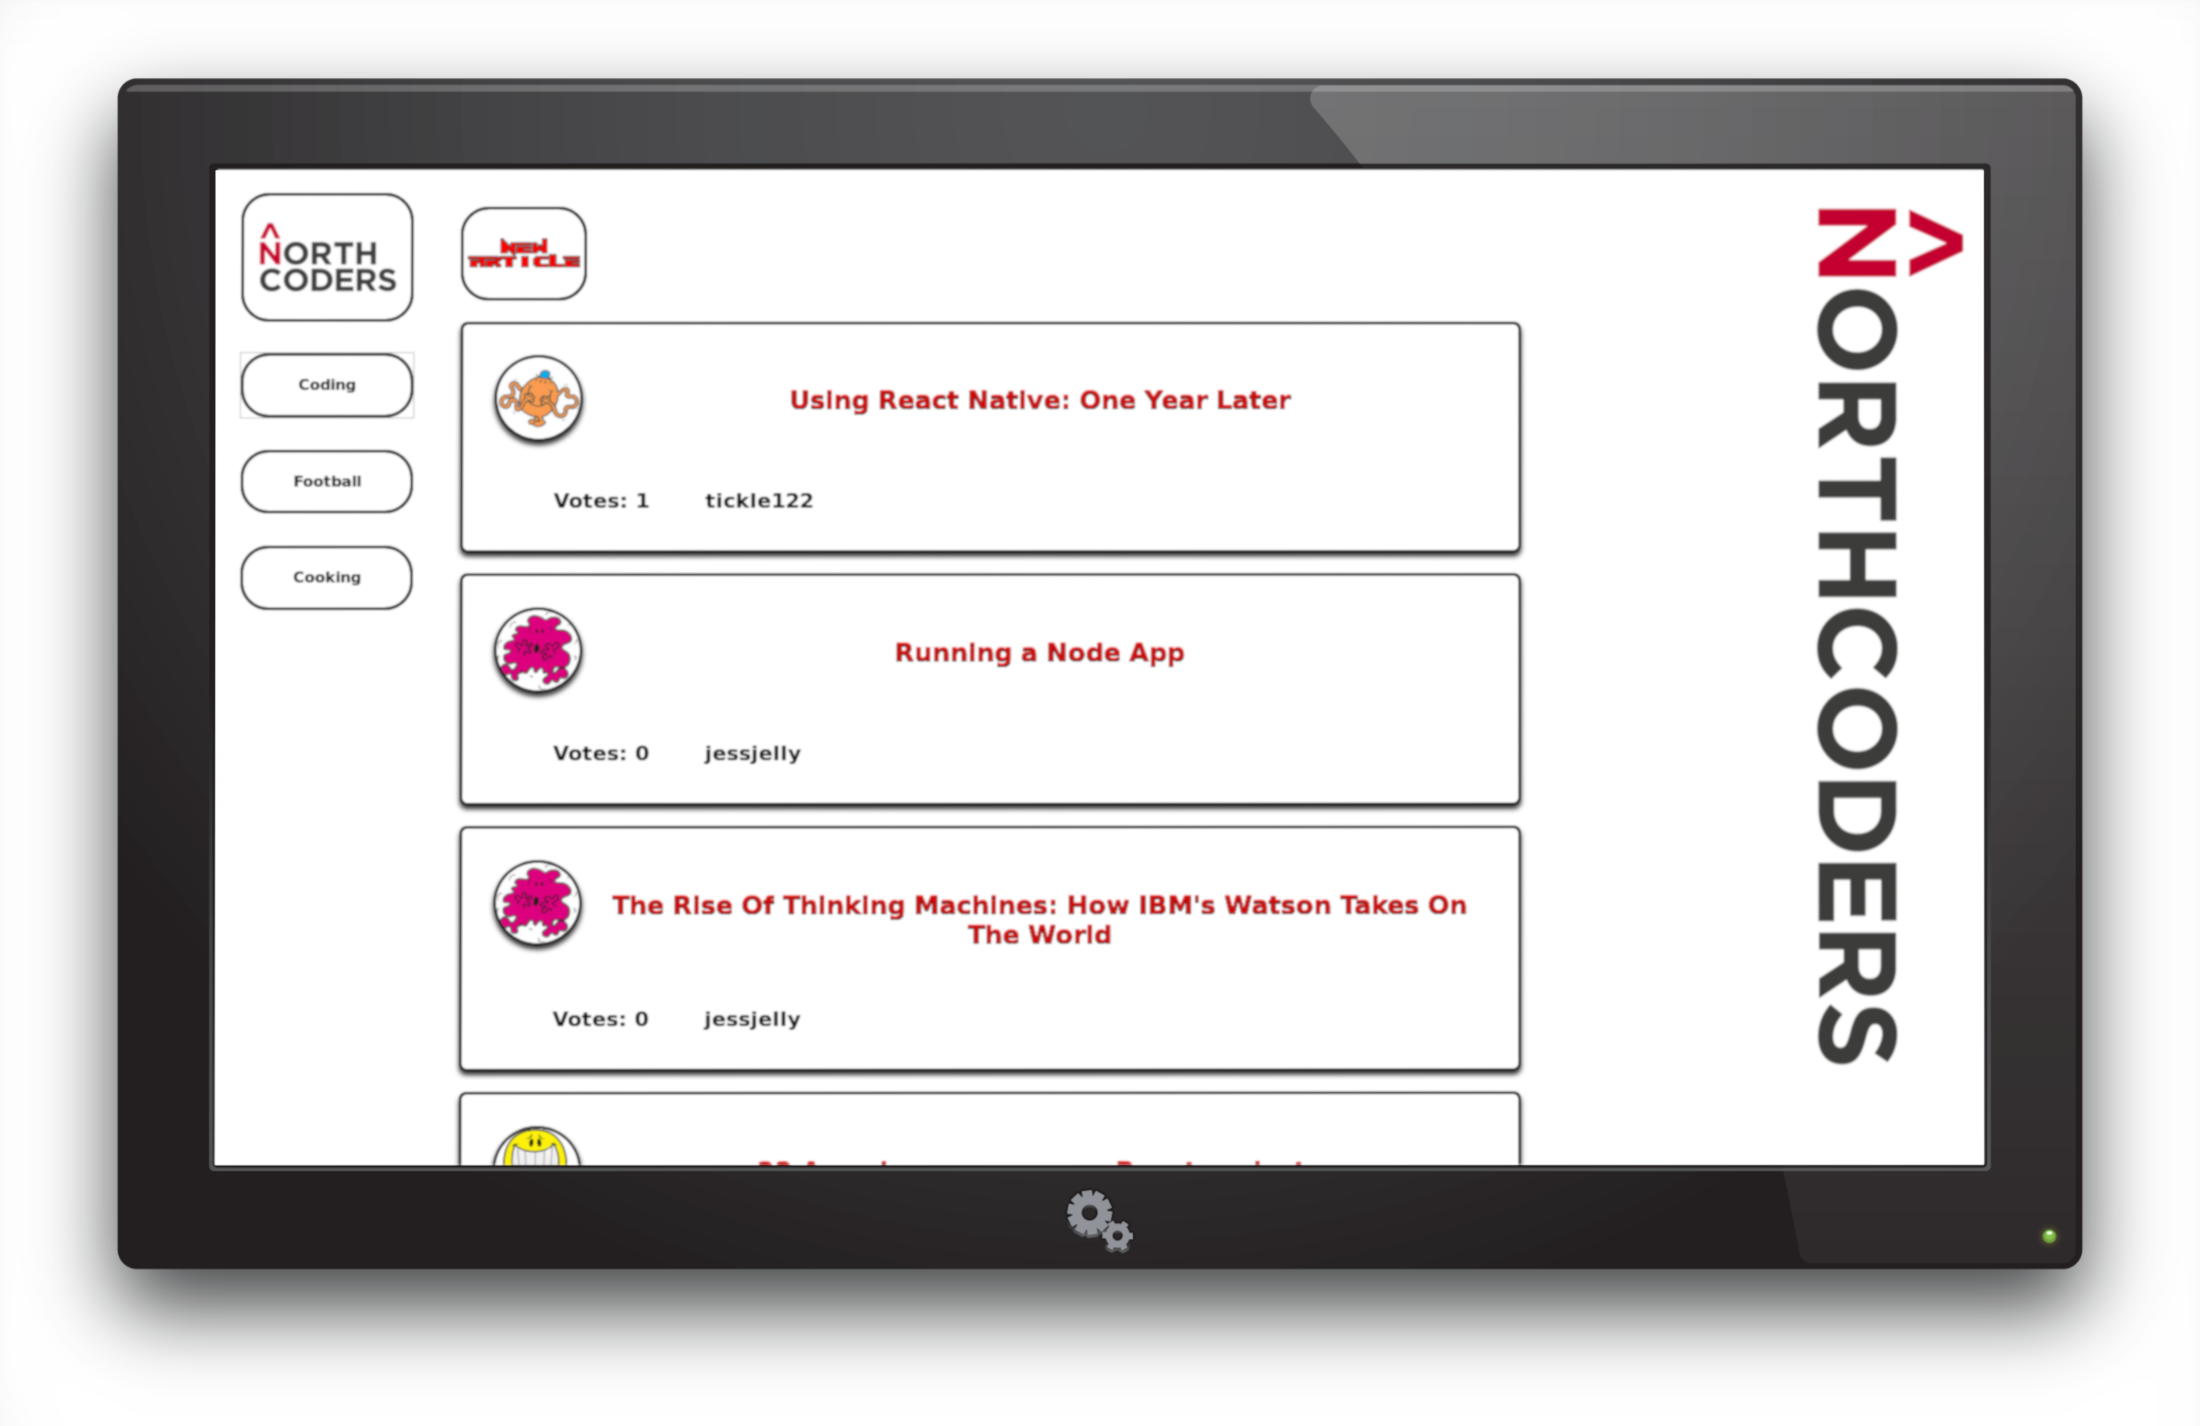 NORTH
CODERS
NEW
ARTICLE
Coding
Football
Cooking
Using React Native: One Year Later
Votes: 1 tickle122
Running a Node App
Votes: 0 jessjelly
The Rise Of Thinking Machines: How IBM's Watson Takes On
The World
Votes: 0 jessjelly
NORTHCODERS